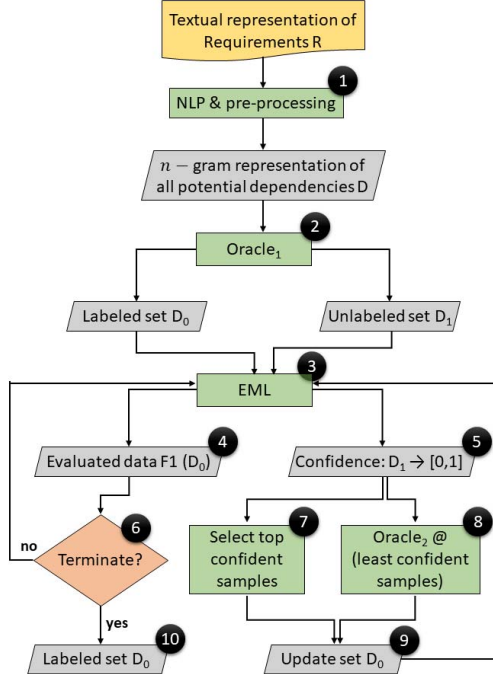 Textual representation of
Requirements R
1
NLP & pre-processing
n − gram representation of
all potential dependencies D
2
Oracle₁
Labeled set D₀
Unlabeled set D₁
3
EML
4
Evaluated data F1 (D₀)
5
Confidence: D₁ → [0,1]
6
Terminate?
no
yes
7
Select top
confident
samples
8
Oracle₂ @
(least confident
samples)
10
Labeled set D₀
9
Update set D₀